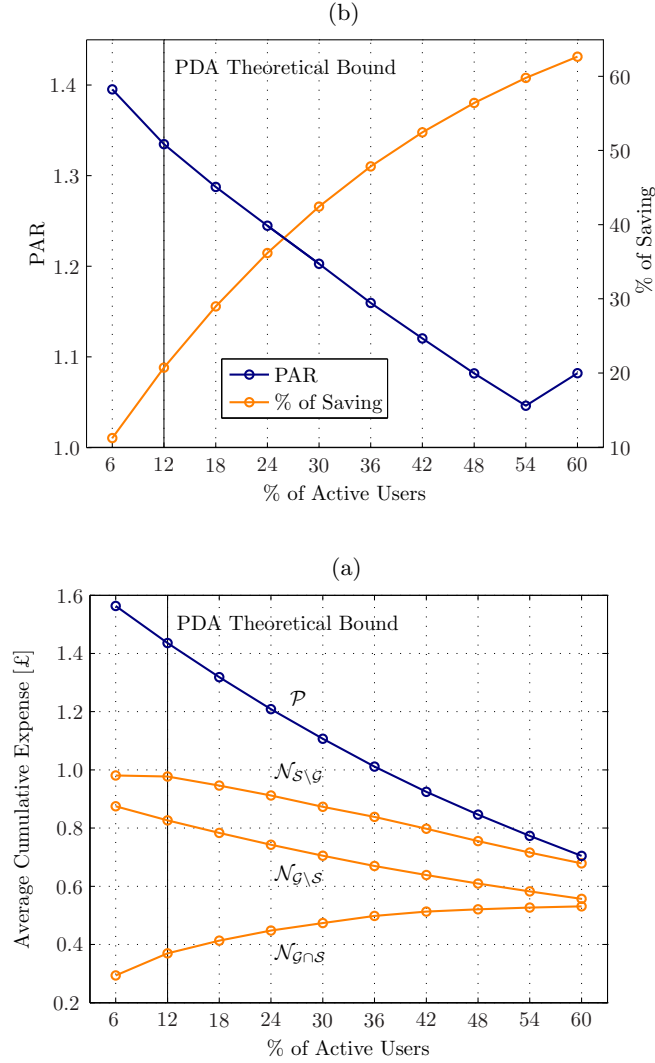 (b)
PDA Theoretical Bound
1.4
1.3
1.2
1.1
1.0
PAR
60
50
40
30
20
10
% of Saving
PAR
% of Saving
6 12 18 24 30 36 42 48 54 60
% of Active Users
(a)
PDA Theoretical Bound
1.6
1.4
1.2
1.0
0.8
0.6
0.4
0.2
Average Cumulative Expense [£]
𝒫
𝒩𝒮\𝒢
𝒩𝒢\𝒮
𝒩𝒢∩𝒮
6 12 18 24 30 36 42 48 54 60
% of Active Users